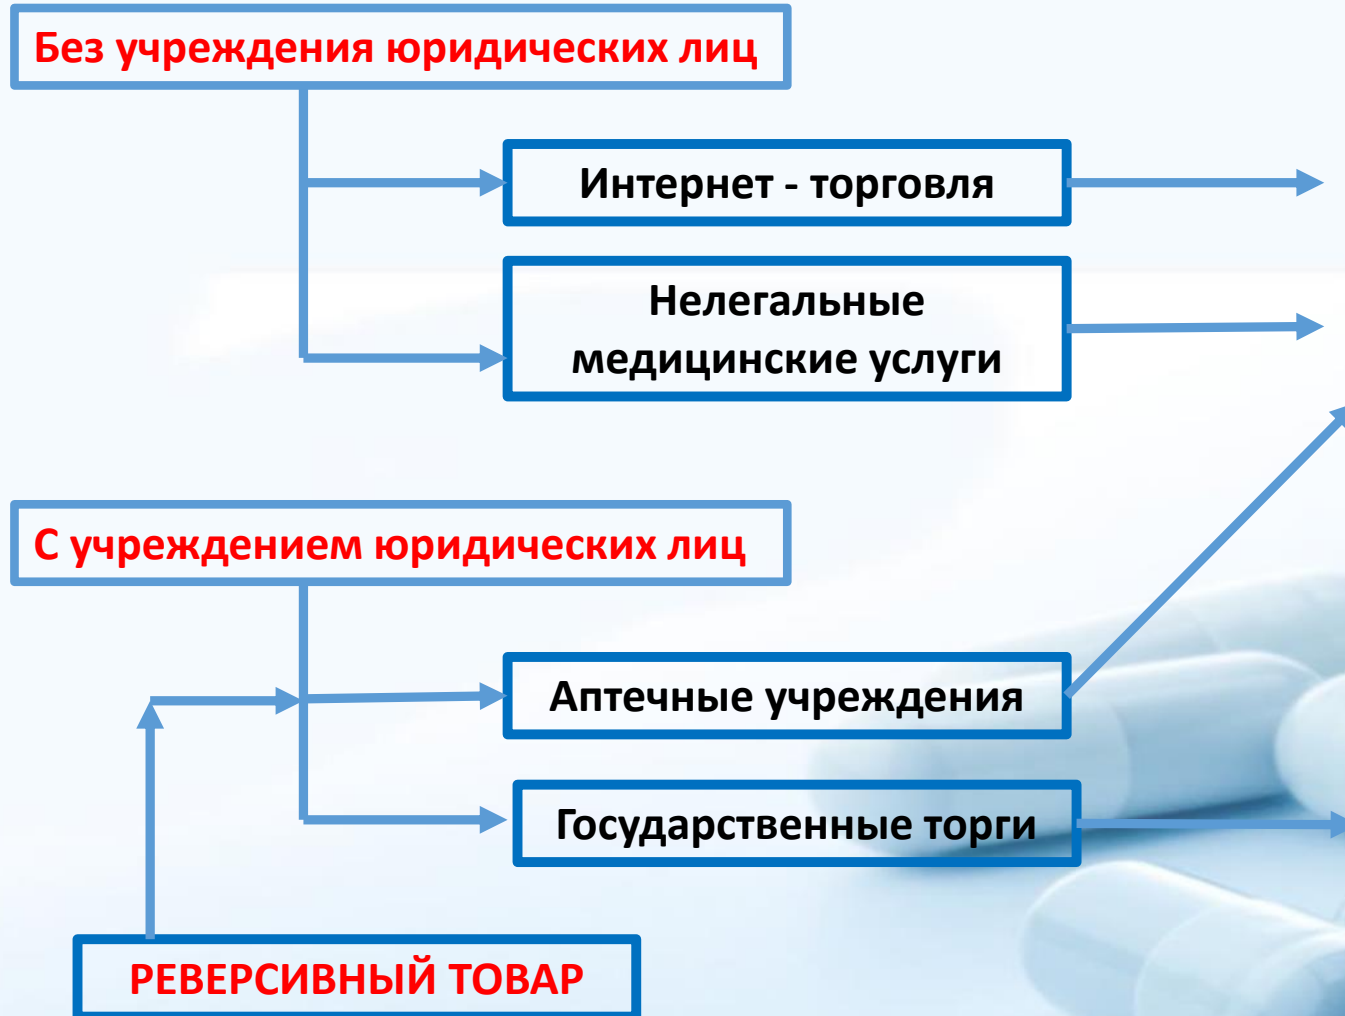 Без учреждения юридических лиц
Интернет - торговля
Нелегальные
медицинские услуги
С учреждением юридических лиц
Аптечные учреждения
Государственные торги
РЕВЕРСИВНЫЙ ТОВАР